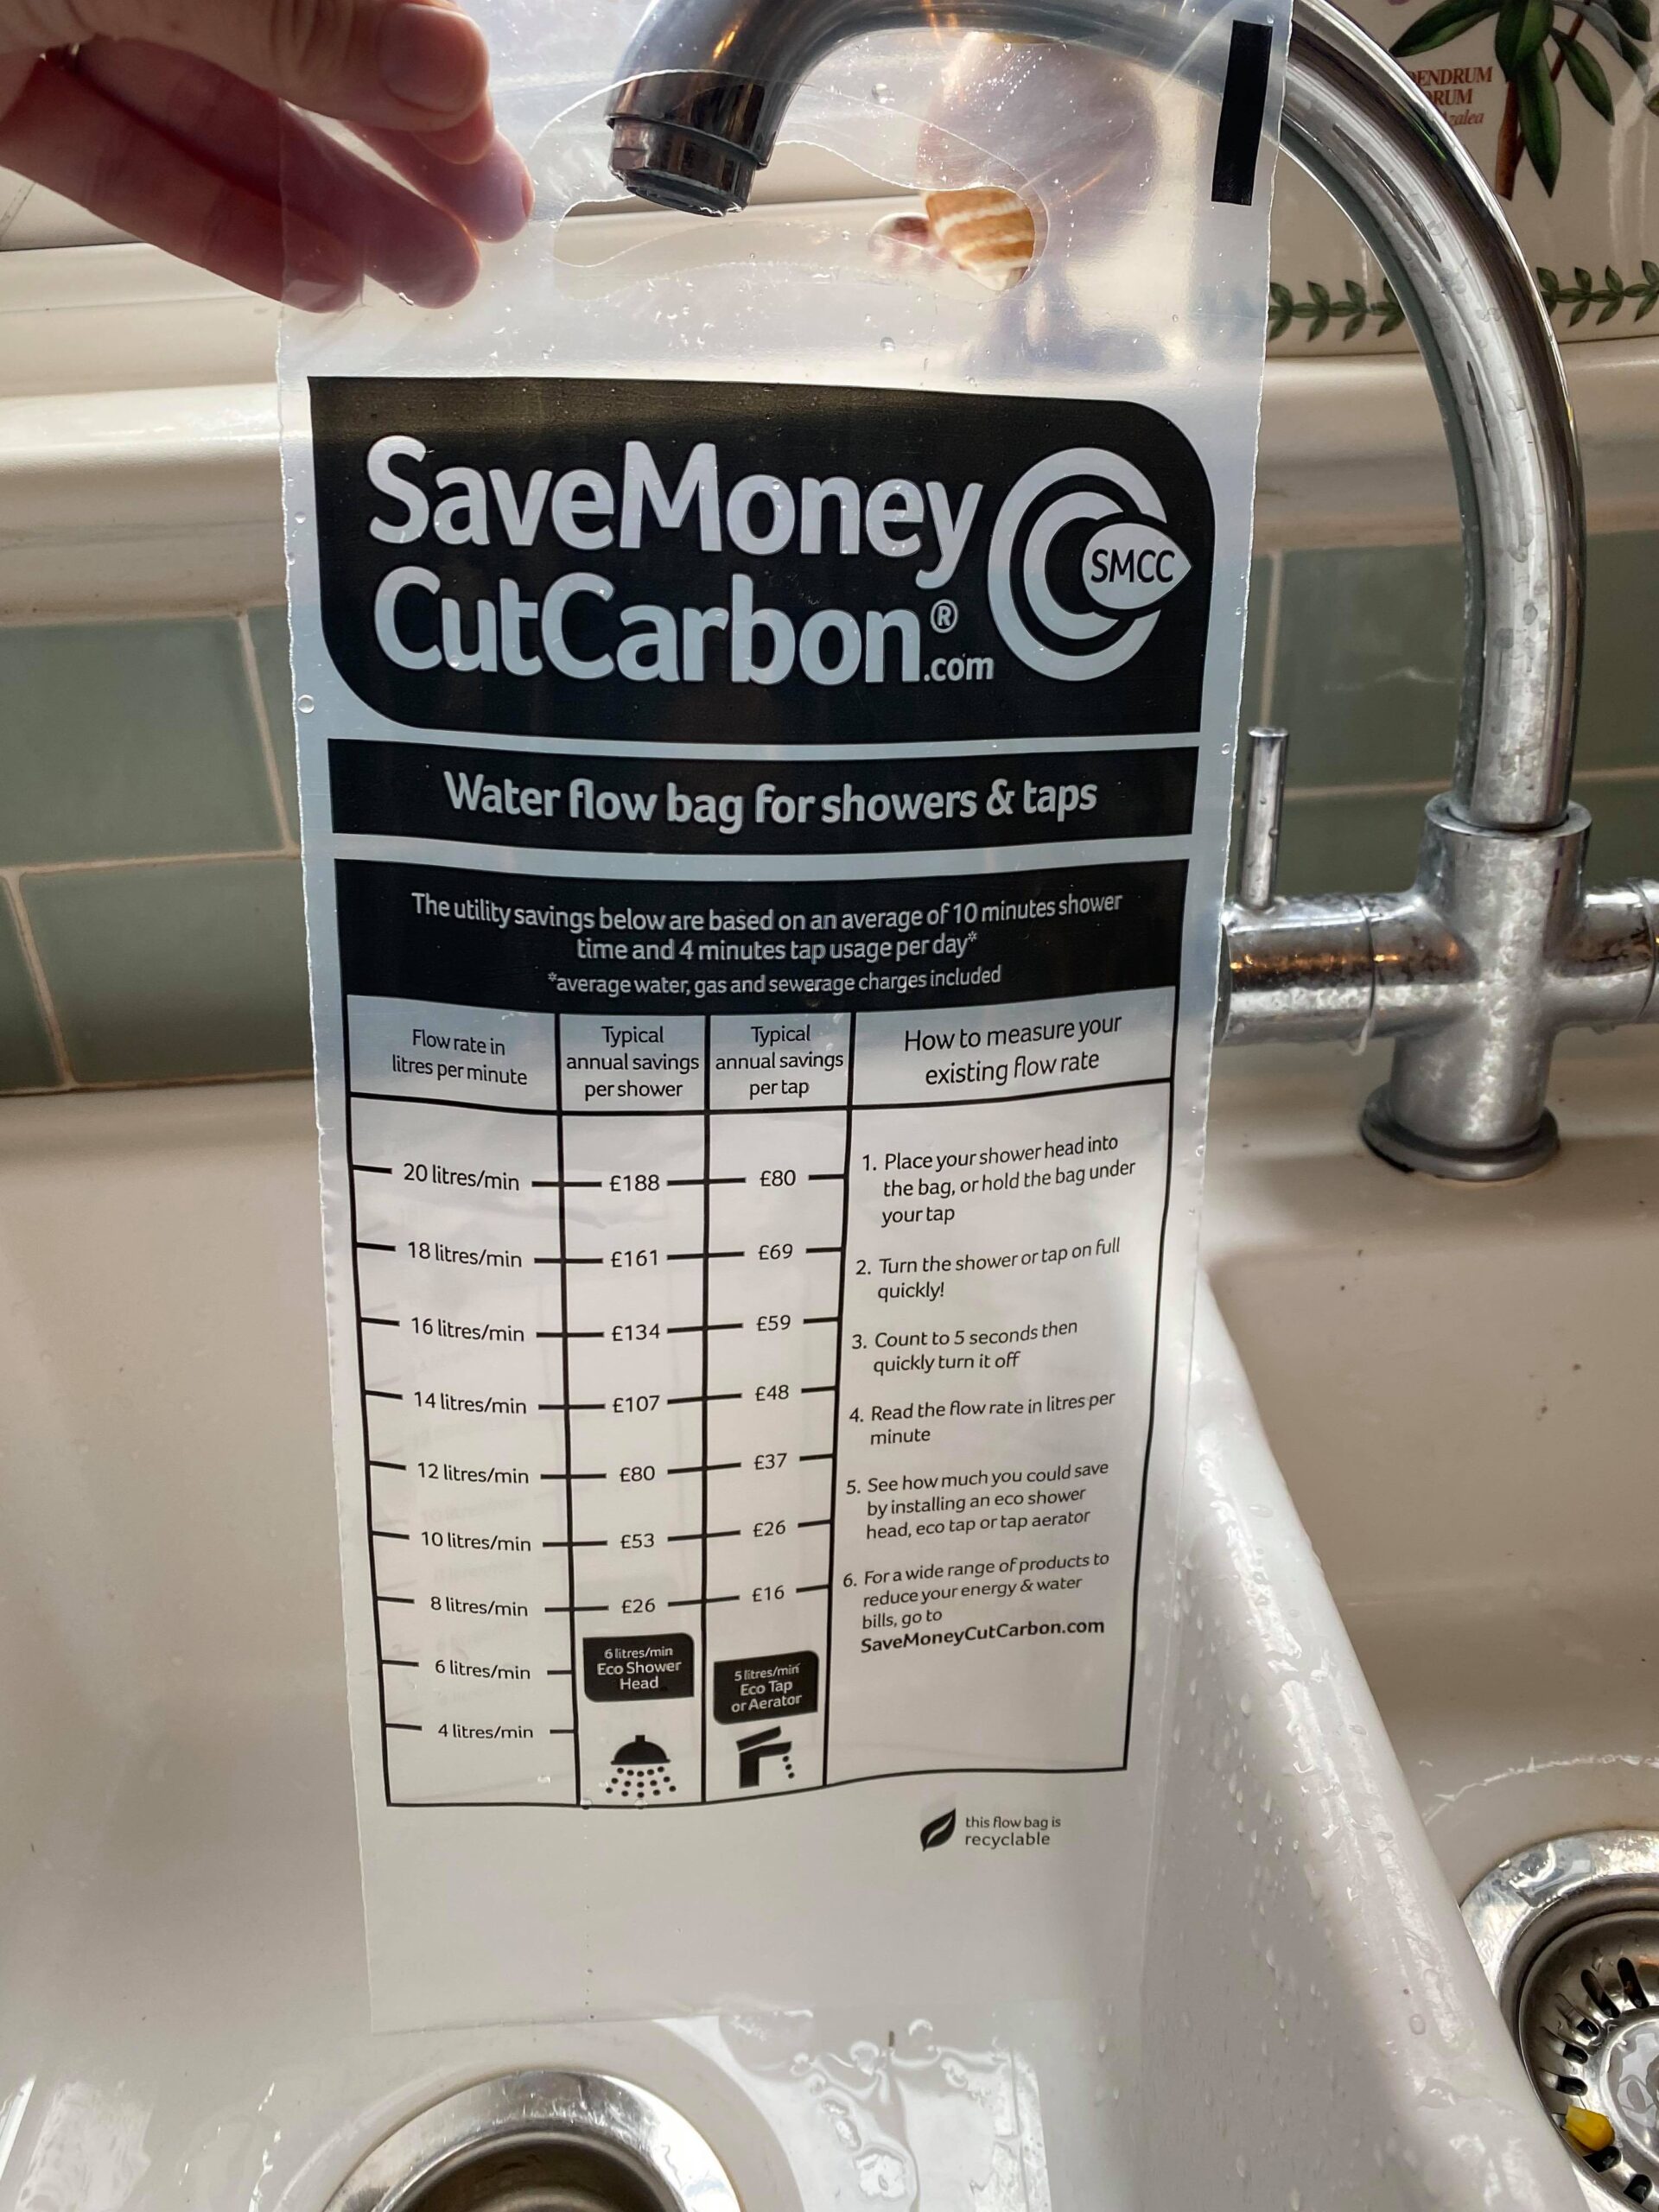 ENDRUM
RUM
zalea
SaveMoney
CutCarbon®.com
SMCC
Water flow bag for showers & taps
The utility savings below are based on an average of 10 minutes shower
time and 4 minutes tap usage per day*
*average water, gas and sewerage charges included
Flow rate in
litres per minute
Typical
annual savings
per shower
Typical
annual savings
per tap
How to measure your
existing flow rate
20 litres/min £188 £80
18 litres/min £161 £69
16 litres/min £134 £59
14 litres/min £107 £48
12 litres/min £80 £37
10 litres/min £53 £26
8 litres/min £26 £16
6 litres/min
4 litres/min
6 litres/min
Eco Shower
Head
5 litres/min
Eco Tap
or Aerator
1. Place your shower head into
the bag, or hold the bag under
your tap
2. Turn the shower or tap on full
quickly!
3. Count to 5 seconds then
quickly turn it off
4. Read the flow rate in litres per
minute
5. See how much you could save
by installing an eco shower
head, eco tap or tap aerator
6. For a wide range of products to
reduce your energy & water
bills, go to
SaveMoneyCutCarbon.com
this flow bag is
recyclable